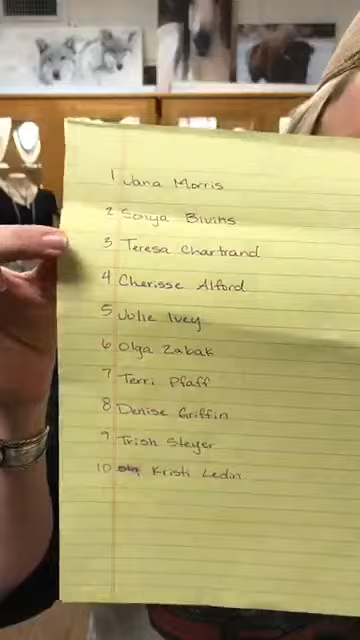 1 Jana Morris
2 Sonya Bivins
3 Teresa Chartrand
4 Cherisse Alford
5 Jolie Ivey
6 Olga Zabak
7 Terri Pfaff
8 Denise Griffin
9 Trish Steyer
10 Kristi Ledin